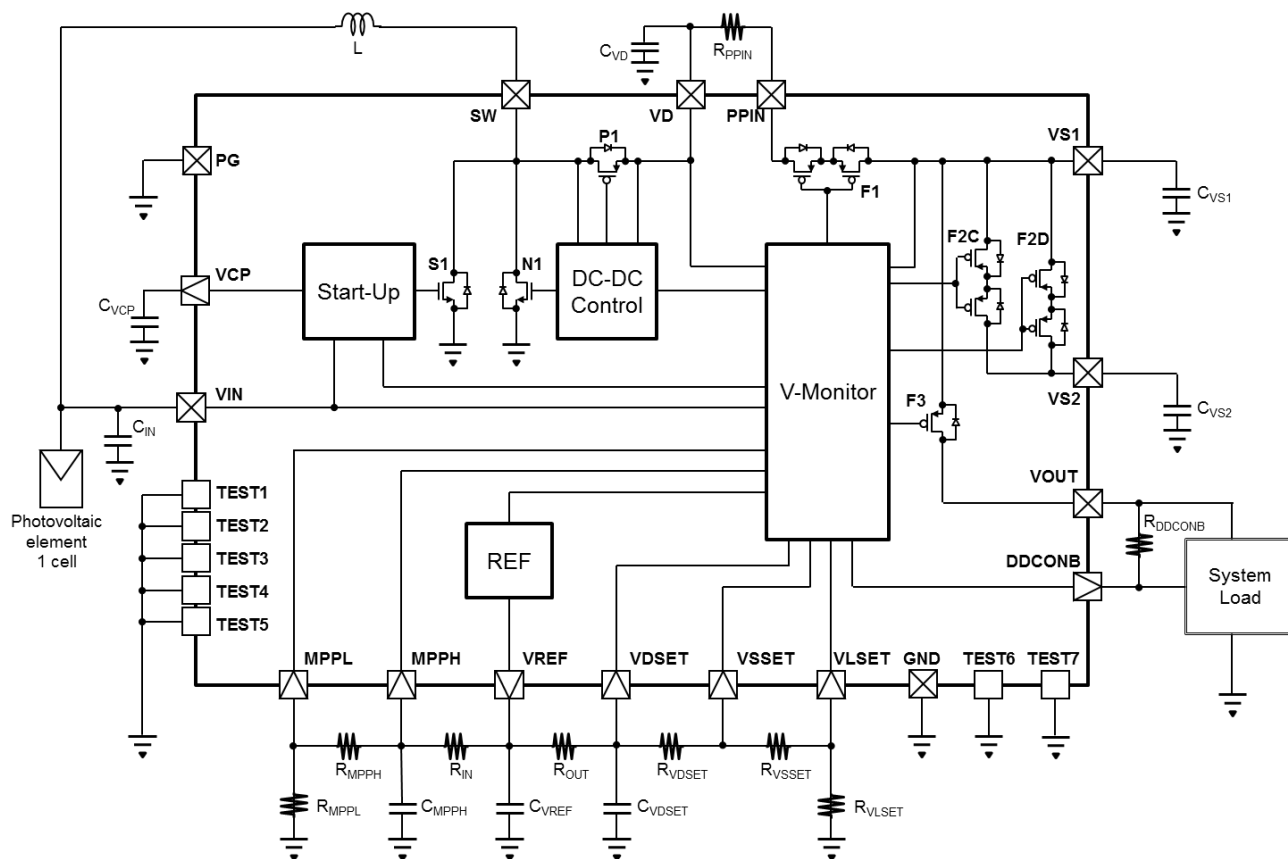 L
CVD
RPPIN
SW
VD
PPIN
P1
VS1
PG
F1
CVS1
F2C
F2D
VCP
S1
N1
Start-Up
DC-DC
Control
CVCP
VIN
V-Monitor
F3
VS2
CVS2
CIN
VOUT
TEST1
TEST2
TEST3
TEST4
TEST5
Photovoltaic
element
1 cell
REF
RDDCONB
DDCONB
System
Load
MPPL
MPPH
VREF
VDSET
VSSET
VLSET
GND
TEST6
TEST7
RMPPH
RIN
ROUT
RVDSET
RVSSET
RMPPL
CMPPH
CVREF
CVDSET
RVLSET